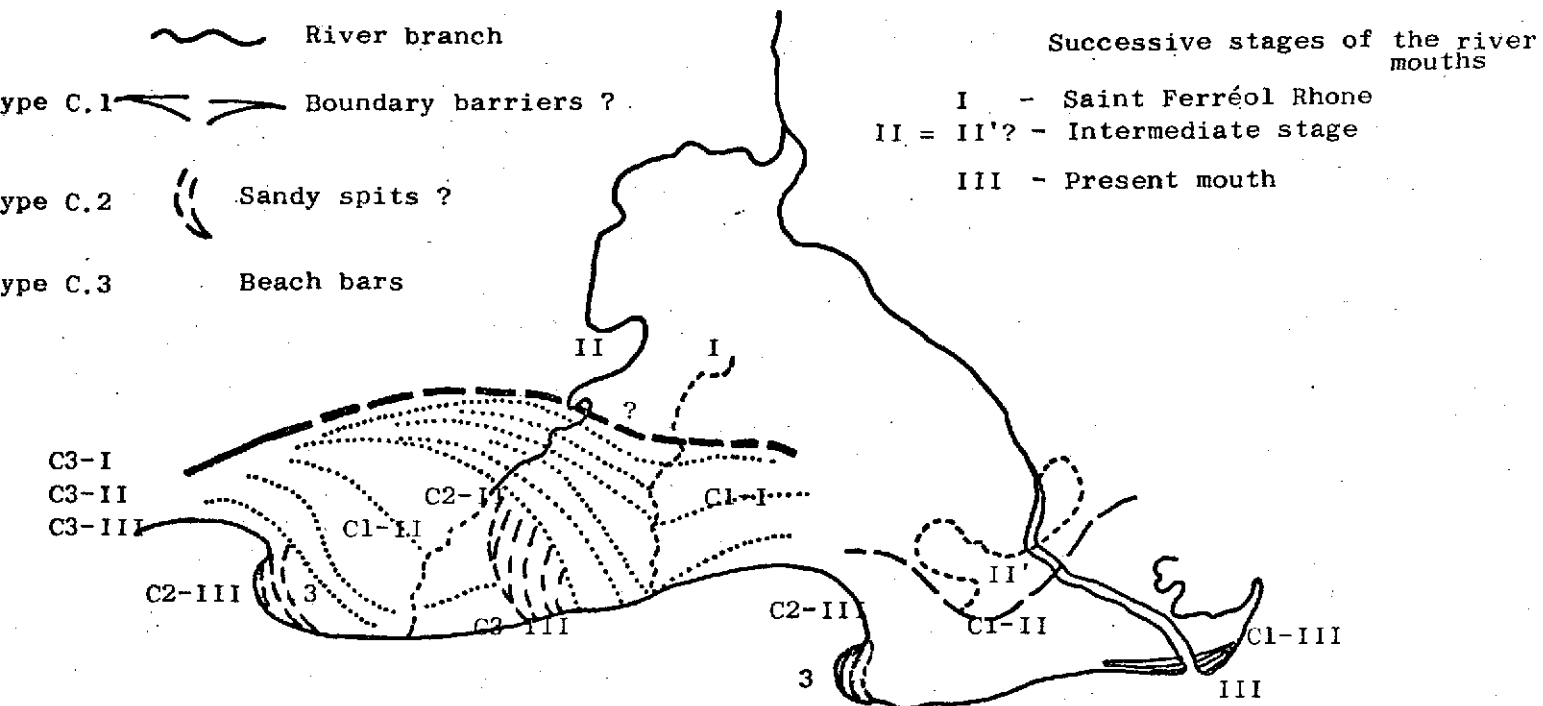 River branch
ype C.1 Boundary barriers ?
ype C.2 Sandy spits ?
ype C.3 Beach bars
Successive stages of the river
mouths
I - Saint Ferréol Rhone
II = II'? - Intermediate stage
III - Present mouth
II
I
?
C3-I
C3-II
C3-III
C2-II
C1-I
C1-II
C2-III
3
C3 III
II'
C2-III
C1-II
C1-III
3
III